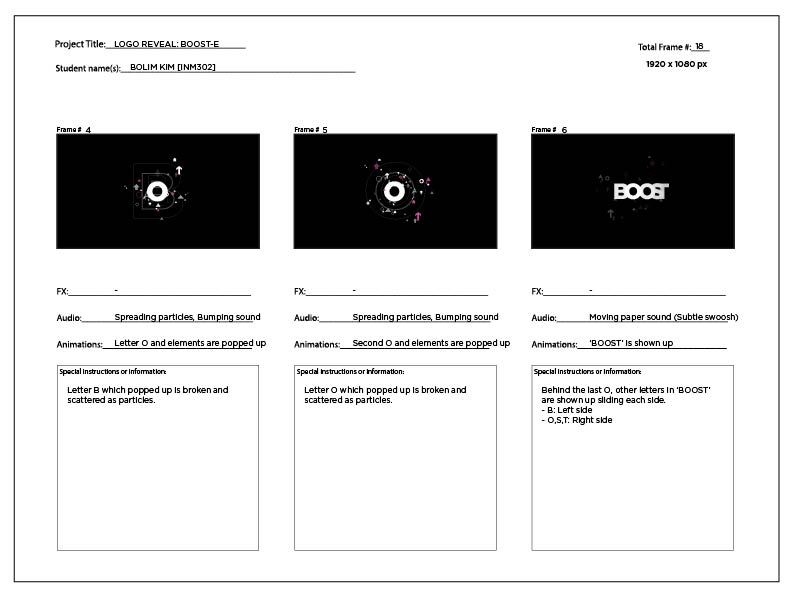 Project Title: LOGO REVEAL: BOOST-E
Total Frame #: 18
Student name(s): BOLIM KIM [INM302]
1920 x 1080 px
Frame # 4
Frame # 5
Frame # 6
B
O
O
BOOST
FX: -
FX: -
FX: -
Audio: Spreading particles, Bumping sound
Audio: Spreading particles, Bumping sound
Audio: Moving paper sound (Subtle swoosh)
Animations: Letter O and elements are popped up
Animations: Second O and elements are popped up
Animations: 'BOOST' is shown up
Special instructions or information:
Letter B which popped up is broken and
scattered as particles.
Special instructions or information:
Letter O which popped up is broken and
scattered as particles.
Special instructions or information:
Behind the last O, other letters in 'BOOST'
are shown up sliding each side.
- B: Left side
- O,S,T: Right side